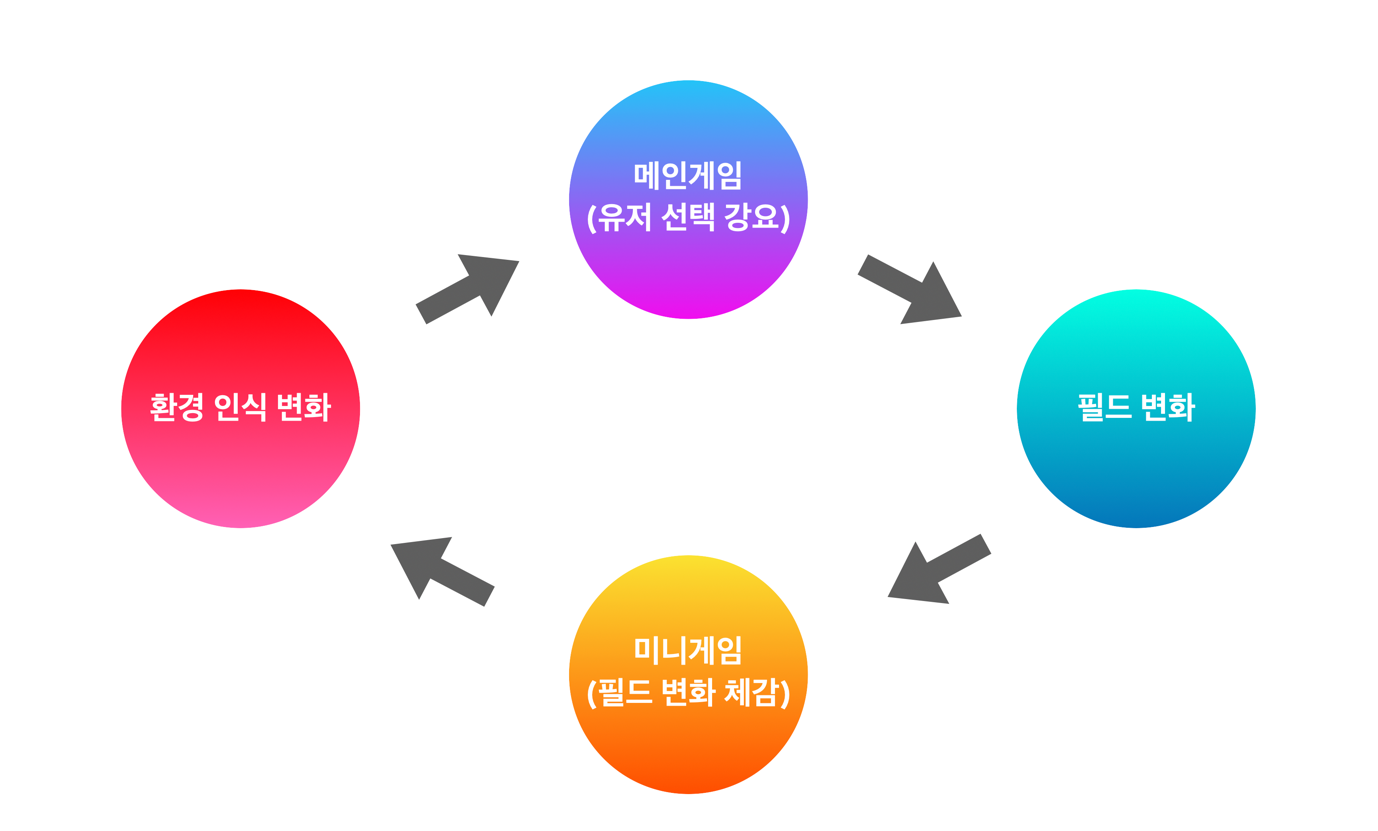 메인게임
(유저 선택 강요)
환경 인식 변화
필드 변화
미니게임
(필드 변화 체감)